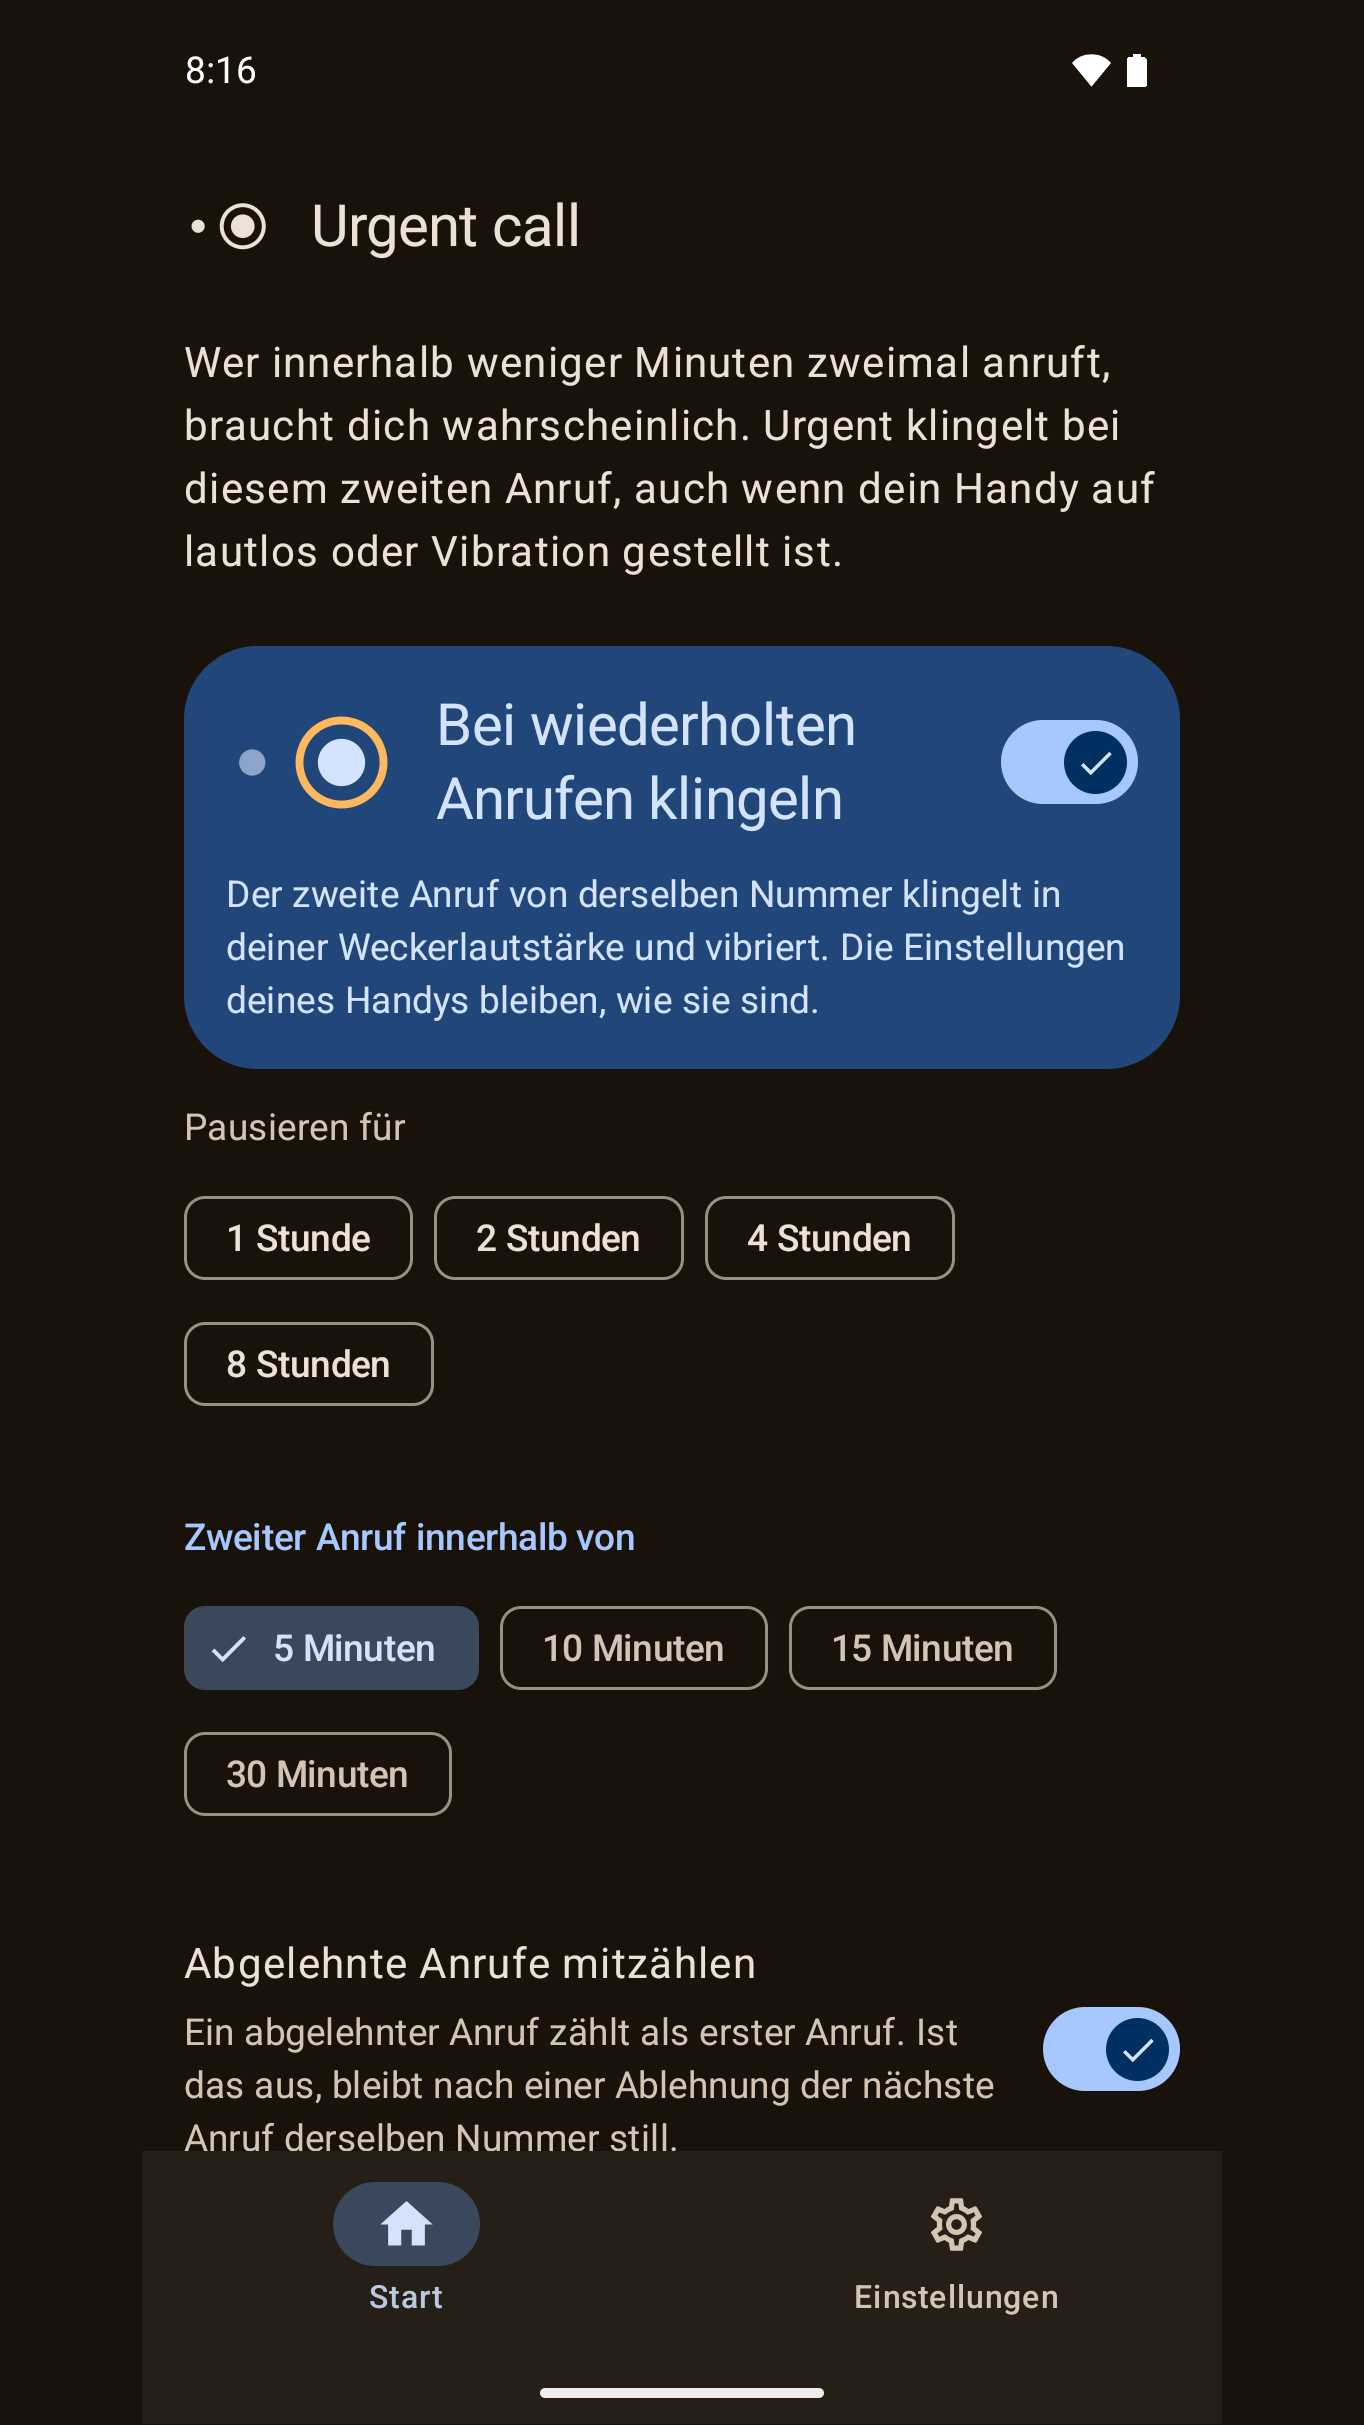 8:16
Urgent call
Wer innerhalb weniger Minuten zweimal anruft,
braucht dich wahrscheinlich. Urgent klingelt bei
diesem zweiten Anruf, auch wenn dein Handy auf
lautlos oder Vibration gestellt ist.
Bei wiederholten
Anrufen klingeln
Der zweite Anruf von derselben Nummer klingelt in
deiner Weckerlautstärke und vibriert. Die Einstellungen
deines Handys bleiben, wie sie sind.
Pausieren für
1 Stunde 2 Stunden 4 Stunden
8 Stunden
Zweiter Anruf innerhalb von
5 Minuten 10 Minuten 15 Minuten
30 Minuten
Abgelehnte Anrufe mitzählen
Ein abgelehnter Anruf zählt als erster Anruf. Ist
das aus, bleibt nach einer Ablehnung der nächste
Anruf derselben Nummer still.
Start Einstellungen